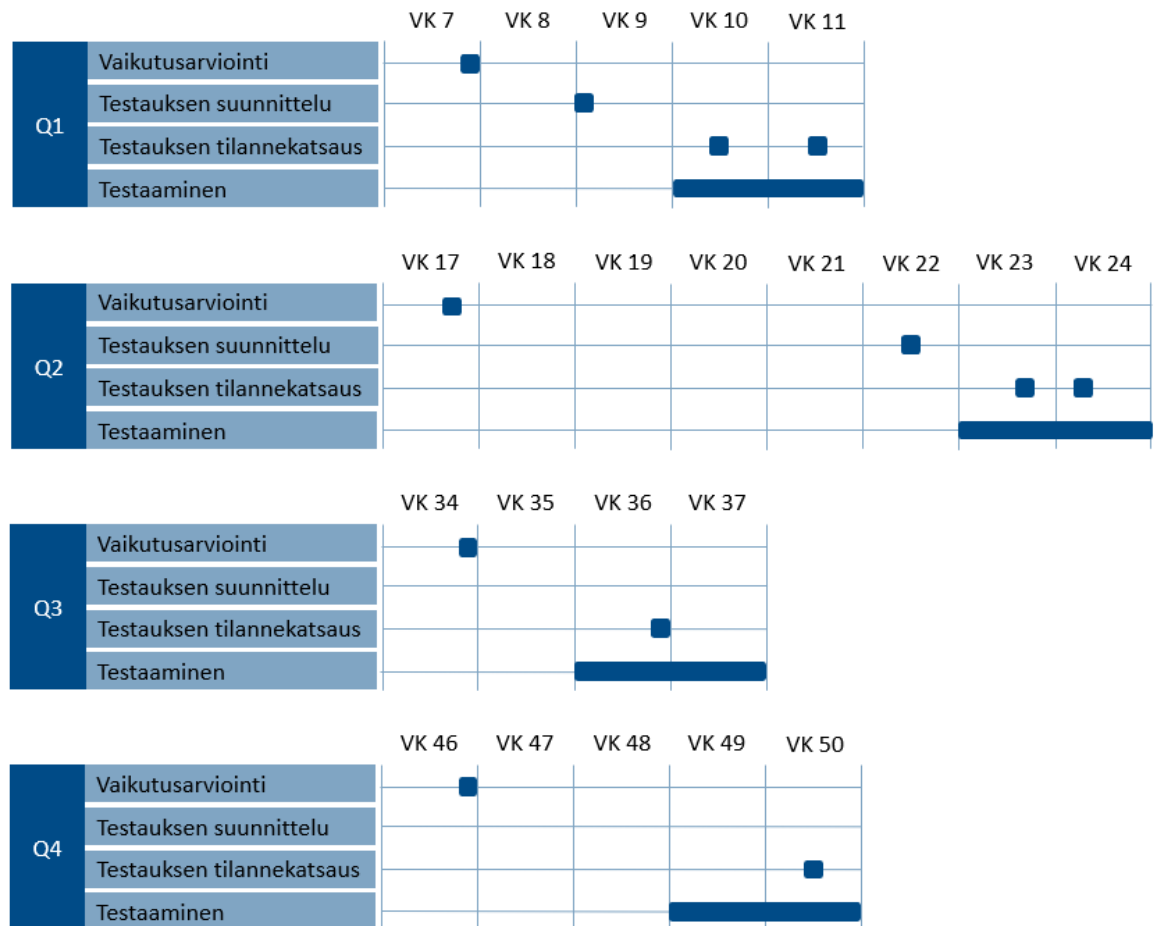 VK 7 VK 8 VK 9 VK 10 VK 11
Q1
Vaikutusarviointi
Testauksen suunnittelu
Testauksen tilannekatsaus
Testaaminen
VK 17 VK 18 VK 19 VK 20 VK 21 VK 22 VK 23 VK 24
Q2
Vaikutusarviointi
Testauksen suunnittelu
Testauksen tilannekatsaus
Testaaminen
VK 34 VK 35 VK 36 VK 37
Q3
Vaikutusarviointi
Testauksen suunnittelu
Testauksen tilannekatsaus
Testaaminen
VK 46 VK 47 VK 48 VK 49 VK 50
Q4
Vaikutusarviointi
Testauksen suunnittelu
Testauksen tilannekatsaus
Testaaminen